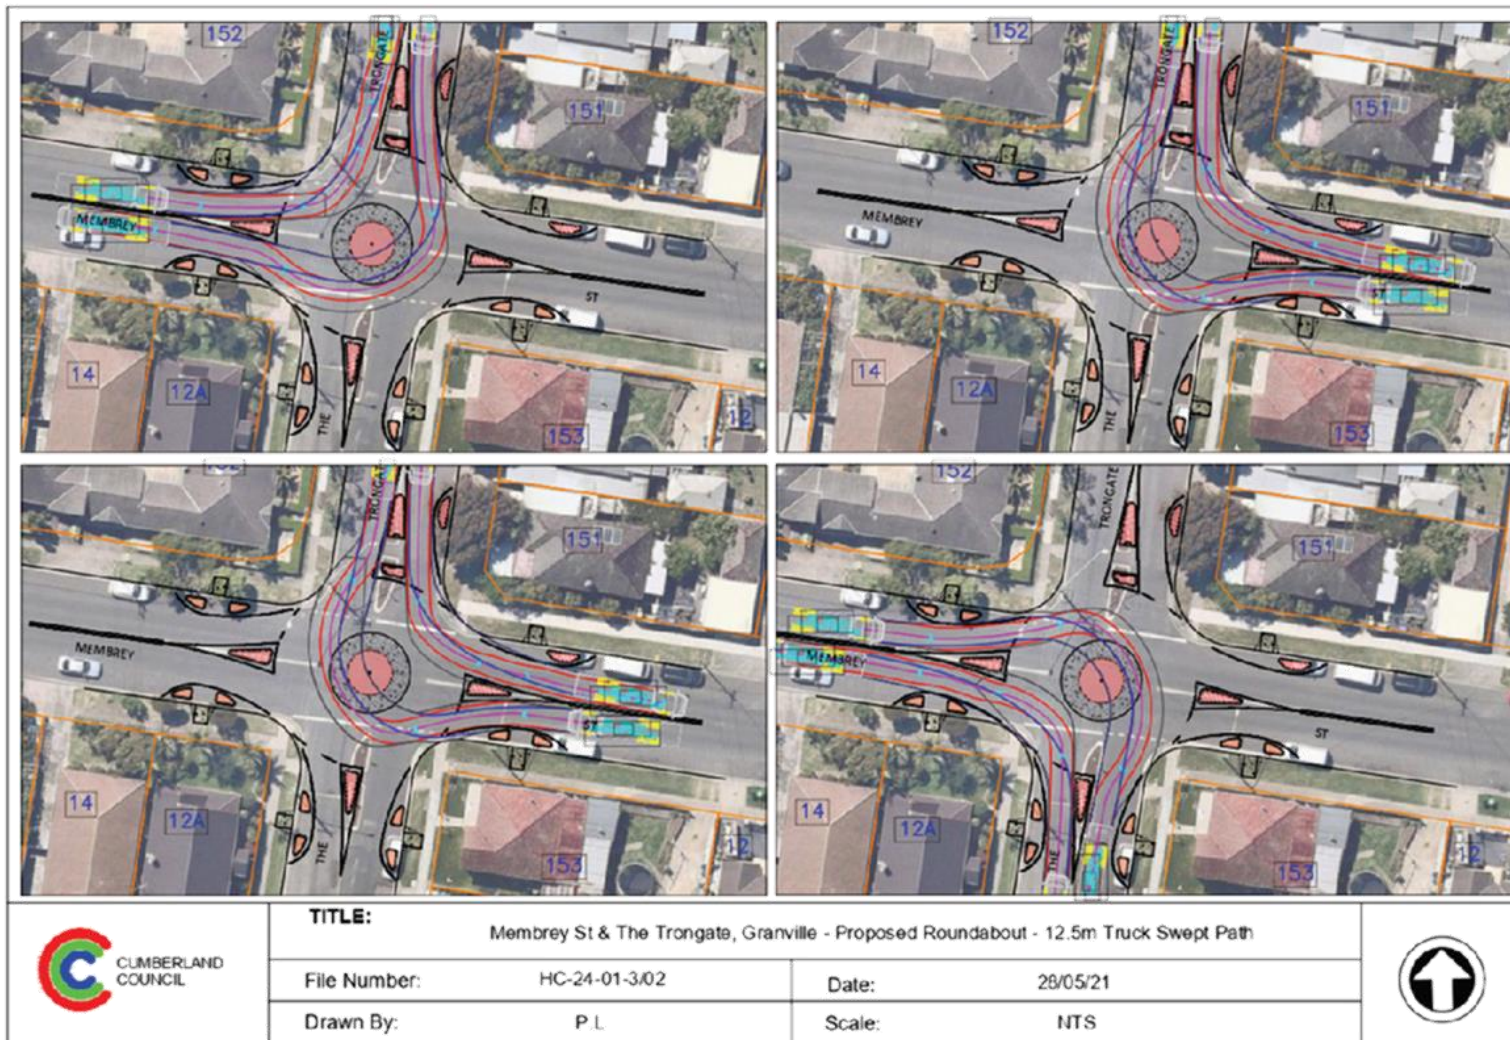 152
TRONGATE
151
MEMBREY
ST
14
12A
THE
153
12
152
TRONGATE
151
MEMBREY
ST
14
12A
THE
153
TRONGATE
151
MEMBREY
ST
14
12A
THE
153
12
152
TRONGATE
151
MEMBREY
ST
14
12A
THE
153
12
CUMBERLAND
COUNCIL
TITLE:
Membrey St & The Trongate, Granville - Proposed Roundabout - 12.5m Truck Swept Path
File Number:
HC-24-01-3/02
Date:
28/05/21
Drawn By:
P.L
Scale:
NTS